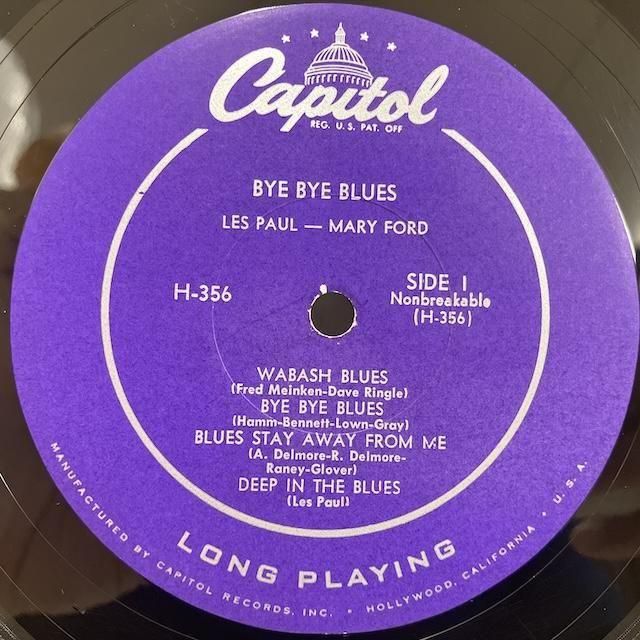 Capitol
REG. U. S. PAT. OFF
BYE BYE BLUES
LES PAUL — MARY FORD
H-356
SIDE 1
Nonbreakable
(H-356)
WABASH BLUES
(Fred Meinken-Dave Ringle)
BYE BYE BLUES
(Hamm-Bennett-Lown-Gray)
BLUES STAY AWAY FROM ME
(A. Delmore-R. Delmore-
Raney-Glover)
DEEP IN THE BLUES
(Les Paul)
LONG PLAYING
MANUFACTURED BY CAPITOL RECORDS, INC. • HOLLYWOOD, CALIFORNIA • U. S. A.